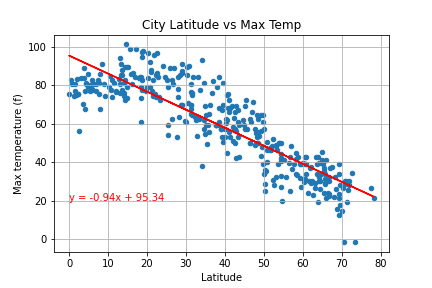 City Latitude vs Max Temp
100
80
60
40
20
0
Max temperature (f)
y = -0.94x + 95.34
0 10 20 30 40 50 60 70 80
Latitude